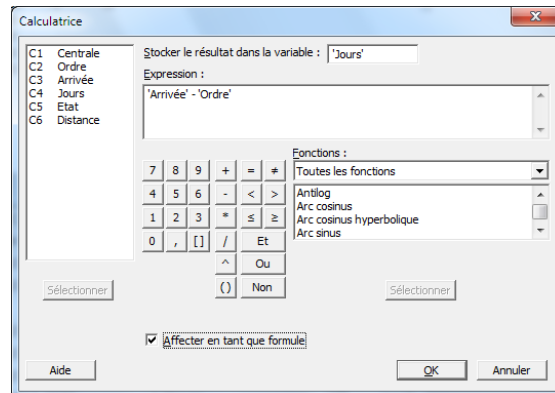 Calculatrice
C1 Centrale
C2 Ordre
C3 Arrivée
C4 Jours
C5 Etat
C6 Distance
Stocker le résultat dans la variable : 'Jours'
Expression :
'Arrivée' - 'Ordre'
Fonctions :
Toutes les fonctions
Antilog
Arc cosinus
Arc cosinus hyperbolique
Arc sinus
7 8 9 + = ≠
4 5 6 - < >
1 2 3 * ≤ ≥
0 , [] / Et
^ Ou
() Non
Sélectionner
Sélectionner
Affecter en tant que formule
Aide
OK
Annuler